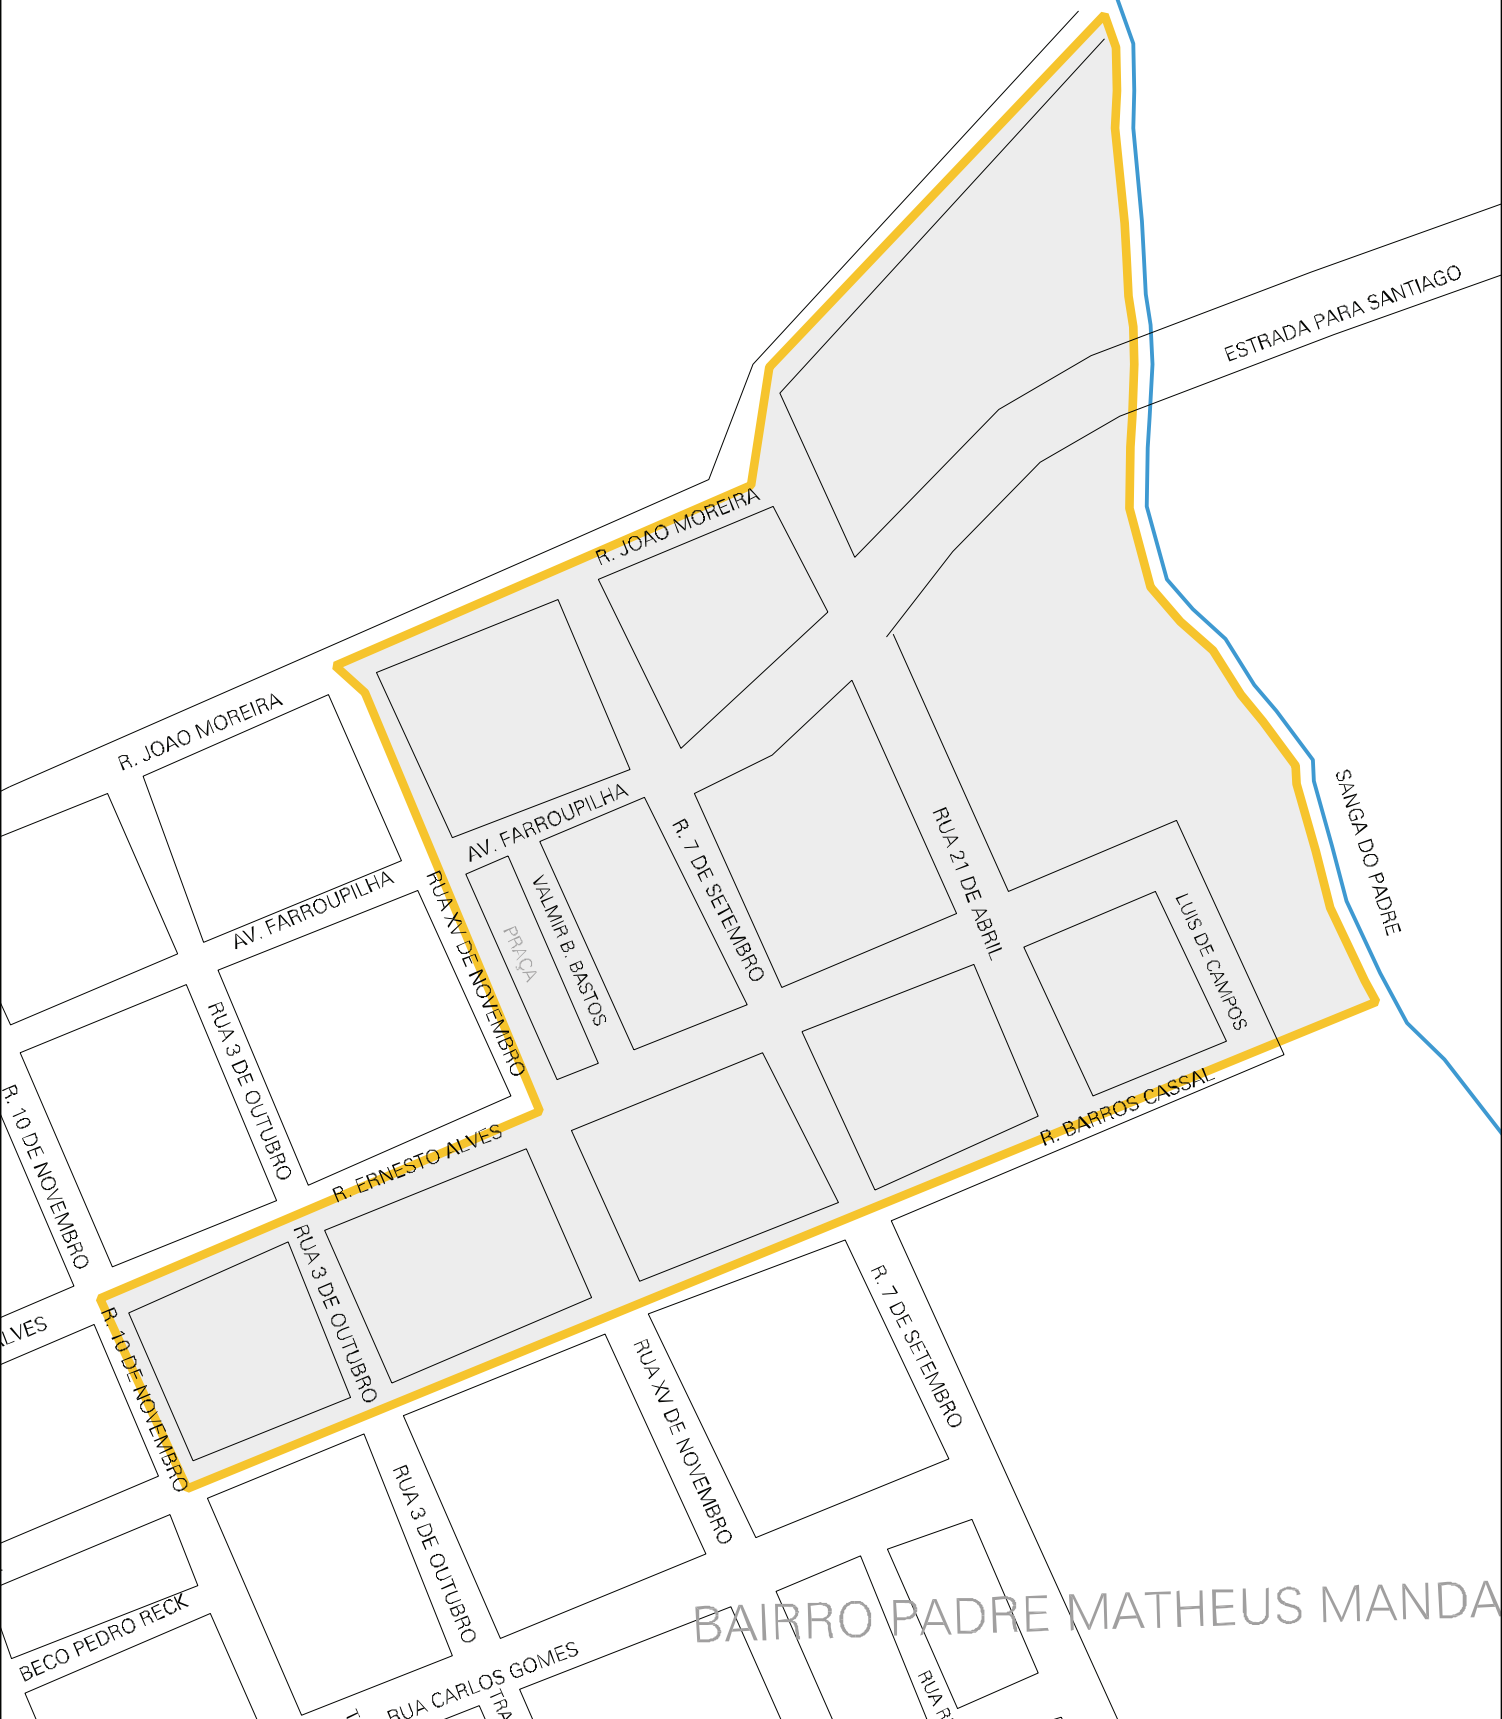 ESTRADA PARA SANTIAGO
R. JOAO MOREIRA
R. JOAO MOREIRA
AV. FARROUPILHA
AV. FARROUPILHA
SANGA DO PADRE
R. 7 DE SETEMBRO
RUA 21 DE ABRIL
VALMIR B. BASTOS
PRAÇA
RUA XV DE NOVEMBRO
LUIS DE CAMPOS
RUA 3 DE OUTUBRO
R. 10 DE NOVEMBRO
R. BARROS CASSAL
R. ERNESTO ALVES
RUA 3 DE OUTUBRO
R. 7 DE SETEMBRO
R. 10 DE NOVEMBRO
LVES
RUA XV DE NOVEMBRO
RUA 3 DE OUTUBRO
BAIRRO PADRE MATHEUS MANDA
BECO PEDRO RECK
RUA CARLOS GOMES
TRA
RUA R